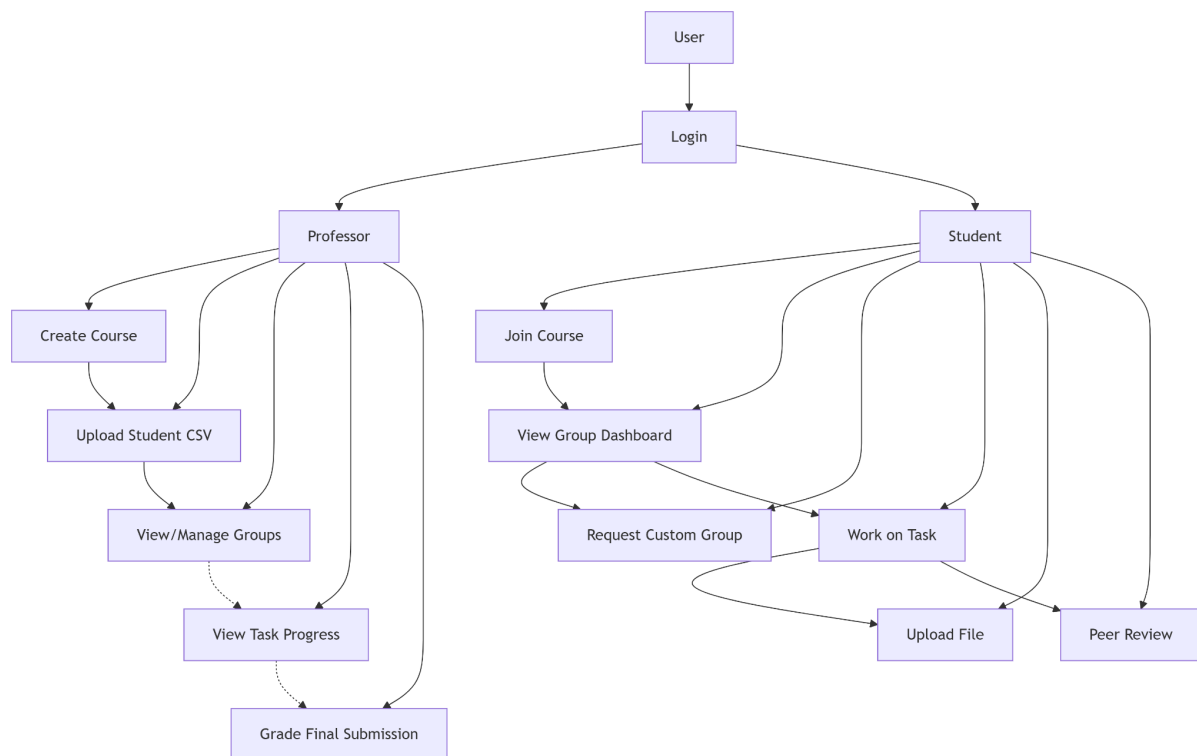 User
Login
Professor
Student
Create Course
Join Course
Upload Student CSV
View Group Dashboard
View/Manage Groups
Request Custom Group
Work on Task
View Task Progress
Upload File
Peer Review
Grade Final Submission